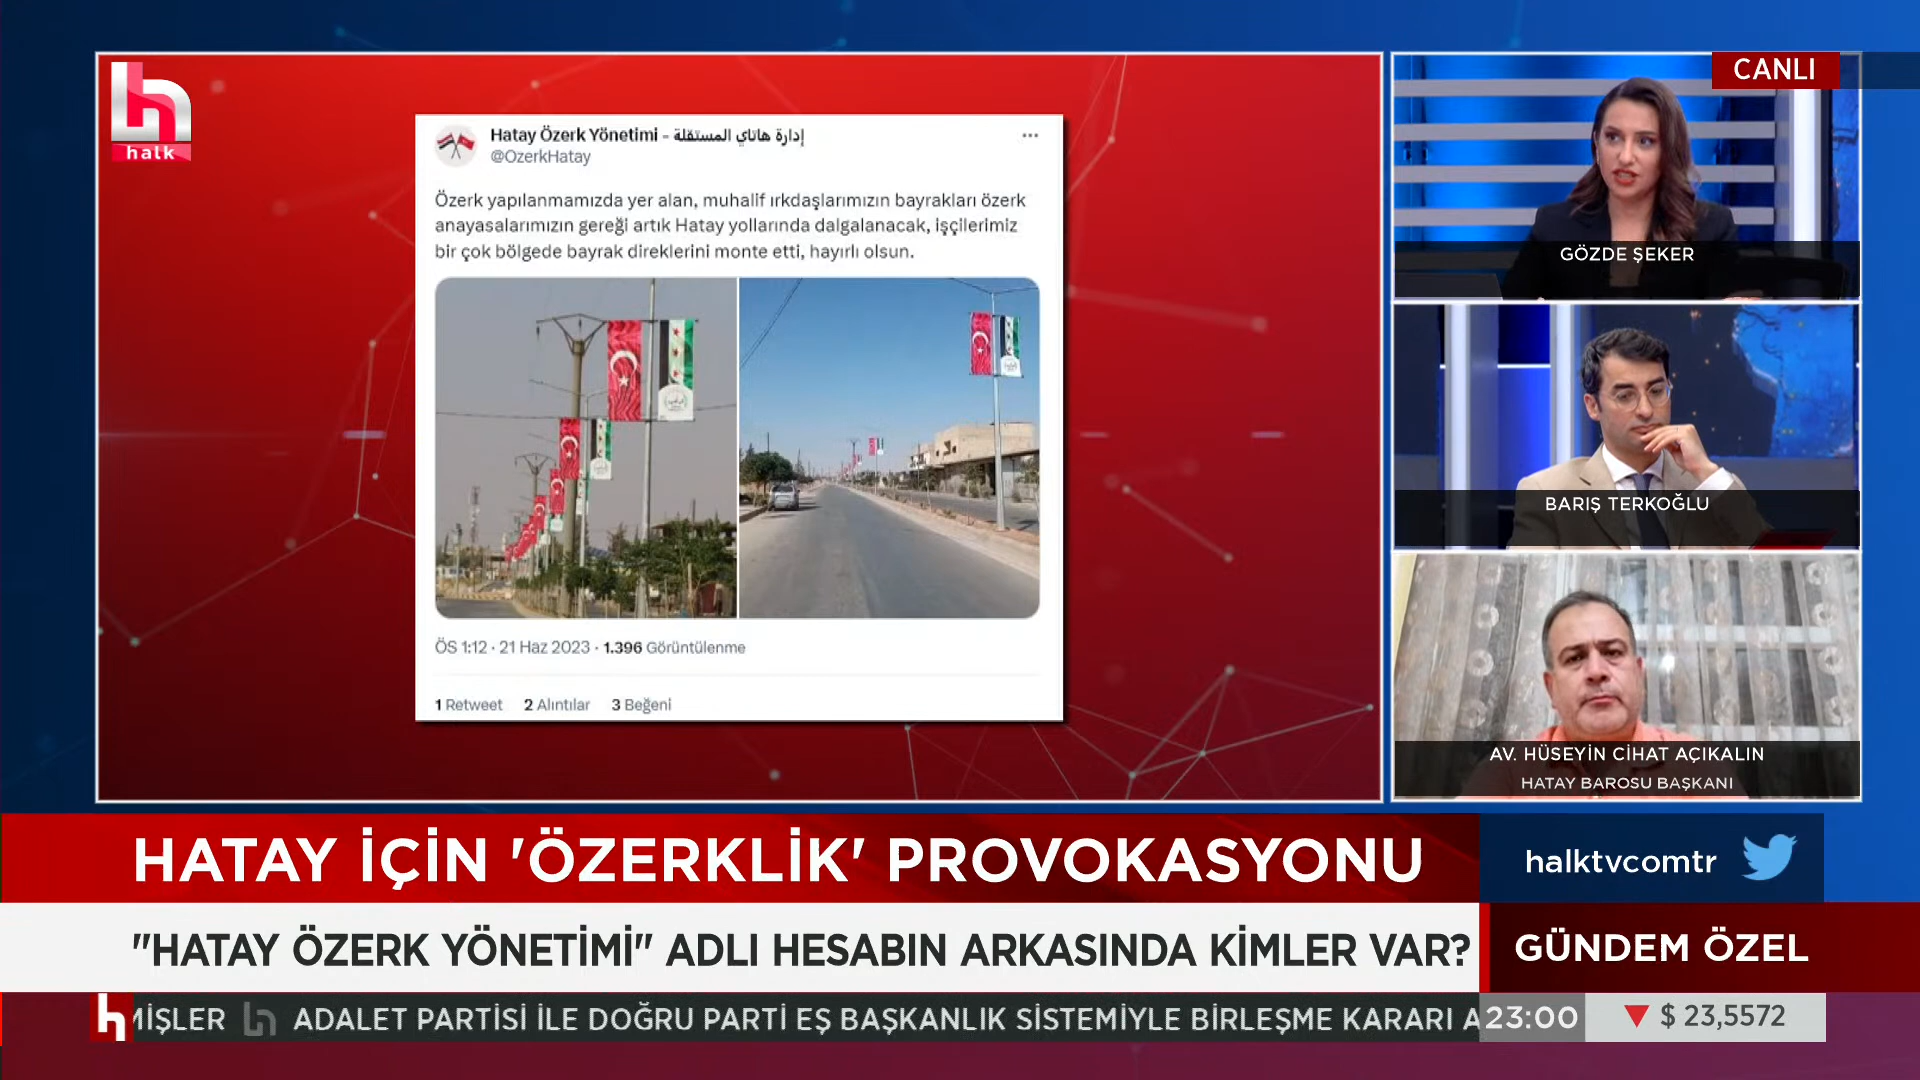 halk
CANLI
Hatay Özerk Yönetimi - إدارة هاتاي المستقلة
@OzerkHatay
Özerk yapılanmamızda yer alan, muhalif ırkdaşlarımızın bayrakları özerk
anayasalarımızın gereği artık Hatay yollarında dalgalanacak, işçilerimiz
bir çok bölgede bayrak direklerini monte etti, hayırlı olsun.
ÖS 1:12 · 21 Haz 2023 · 1.396 Görüntülenme
1 Retweet 2 Alıntılar 3 Beğeni
GÖZDE ŞEKER
BARIŞ TERKOĞLU
AV. HÜSEYİN CİHAT AÇIKALIN
HATAY BAROSU BAŞKANI
HATAY İÇİN 'ÖZERKLİK' PROVOKASYONU
halktvcomtr
"HATAY ÖZERK YÖNETİMİ" ADLI HESABIN ARKASINDA KİMLER VAR?
GÜNDEM ÖZEL
MİŞLER ADALET PARTİSİ İLE DOĞRU PARTİ EŞ BAŞKANLIK SİSTEMİYLE BİRLEŞME KARARI A
23:00
$ 23,5572